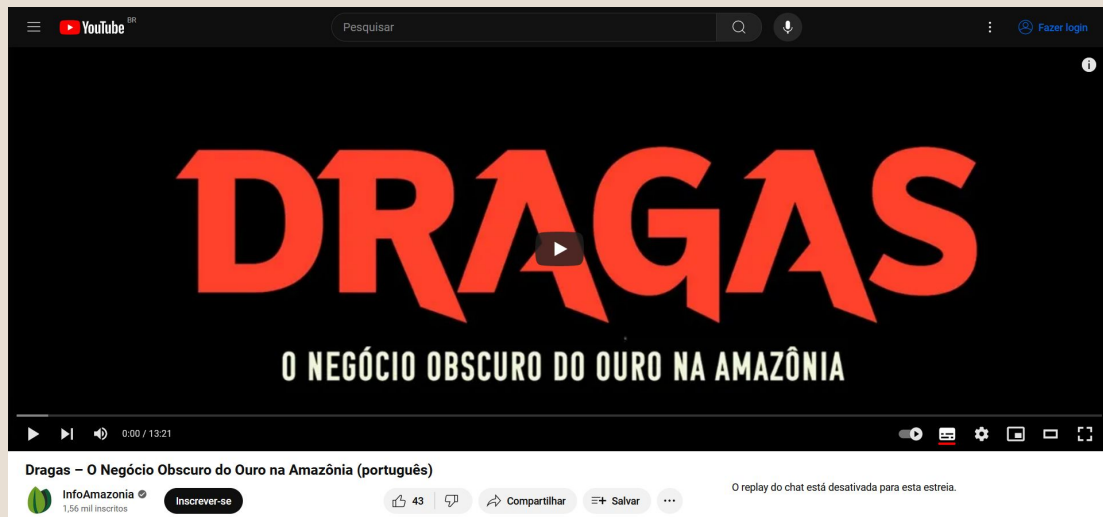 YouTube BR
Pesquisar
Fazer login
DRAGAS
O NEGÓCIO OBSCURO DO OURO NA AMAZÔNIA
0:00 / 13:21
Dragas – O Negócio Obscuro do Ouro na Amazônia (português)
InfoAmazonia
1,56 mil inscritos
Inscrever-se
43
Compartilhar
Salvar
O replay do chat está desativada para esta estreia.